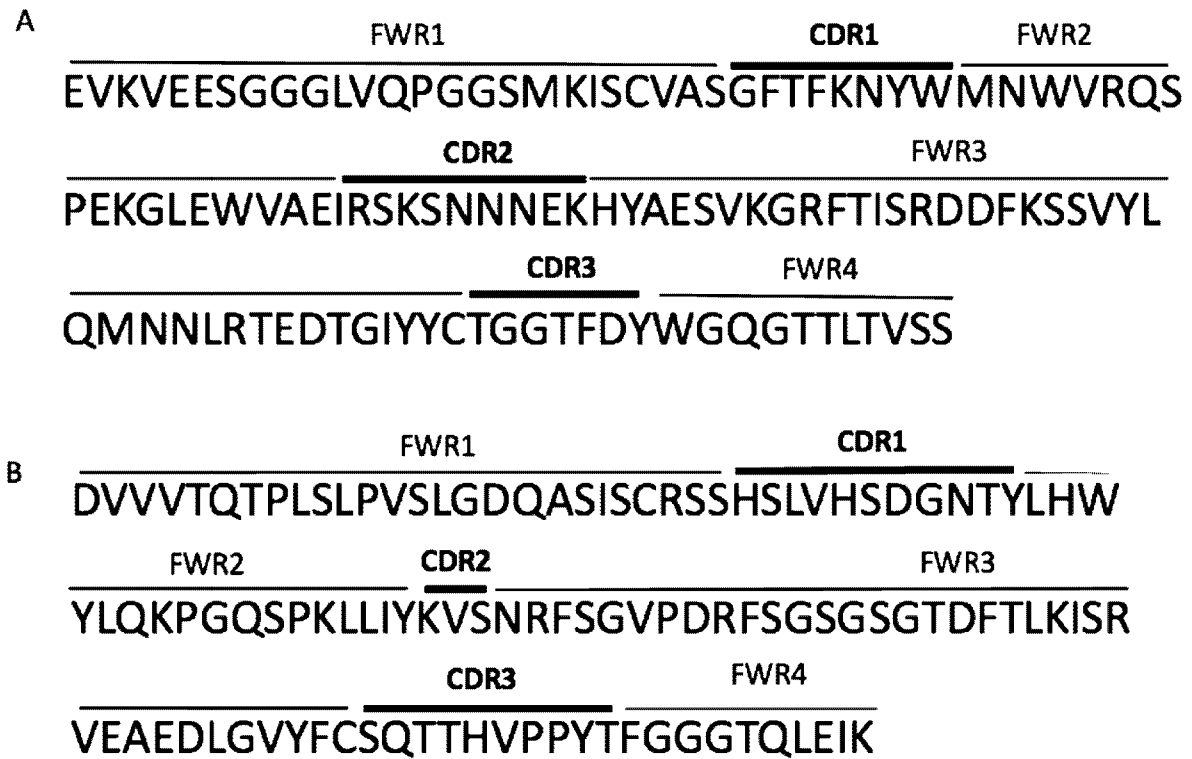 A
FWR1 CDR1 FWR2
EVKVEESGGGLVQPGGSMKISCVASGFTFKNYWMNWVRQS
CDR2 FWR3
PEKGLEWVAEIRSKSNNNEKHYAESVKGRFTISRDDFKSSVYL
CDR3 FWR4
QMNNLRTEDTGIYYCTGGTFDYWGQGTTLTVSS
B
FWR1 CDR1
DVVVTQTPLSLPVSLGDQASISCRSSHSLVHSDGNTYLHW
FWR2 CDR2 FWR3
YLQKPGQSPKLLIYKVSNRFSGVPDRFSGSGSGTDFTLKISR
CDR3 FWR4
VEAEDLGVYFCSQTTHVPPYTFGGGTQLEIK